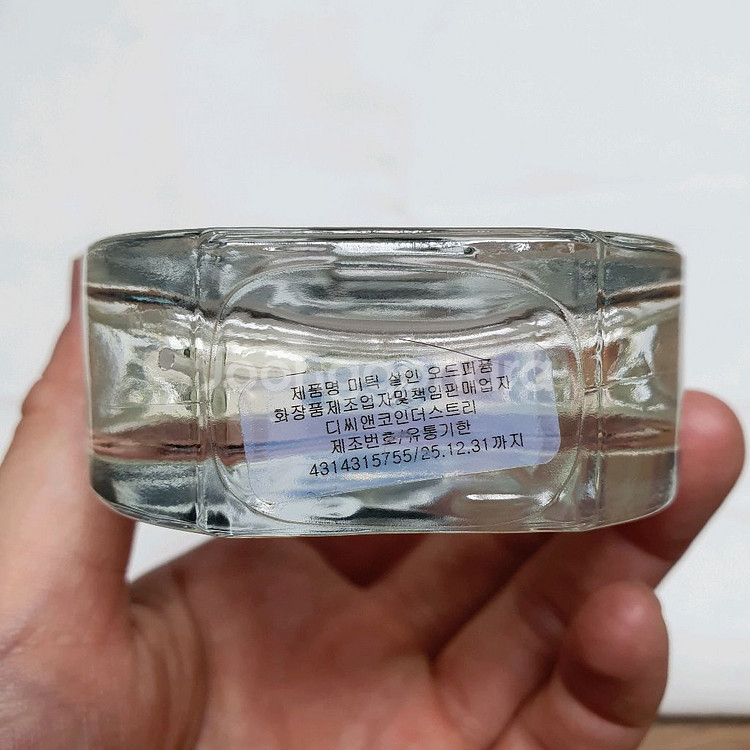 제품명 미탁 살인 오드퍼퓸
화장품제조업자및책임판매업자
디씨앤코인더스트리
제조번호/유통기한
4314315755/25.12.31까지